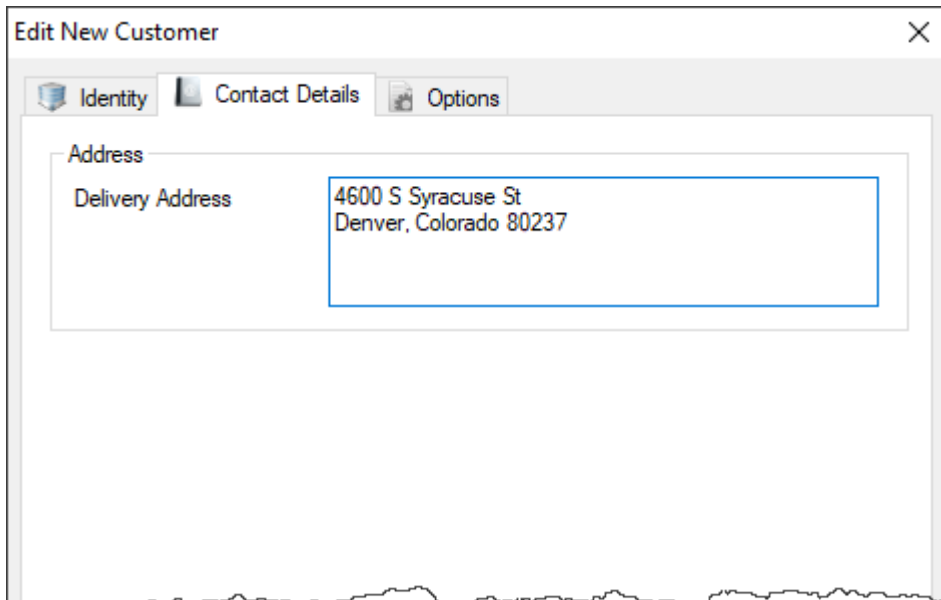 Edit New Customer
Identity
Contact Details
Options
Address
Delivery Address
4600 S Syracuse St
Denver, Colorado 80237